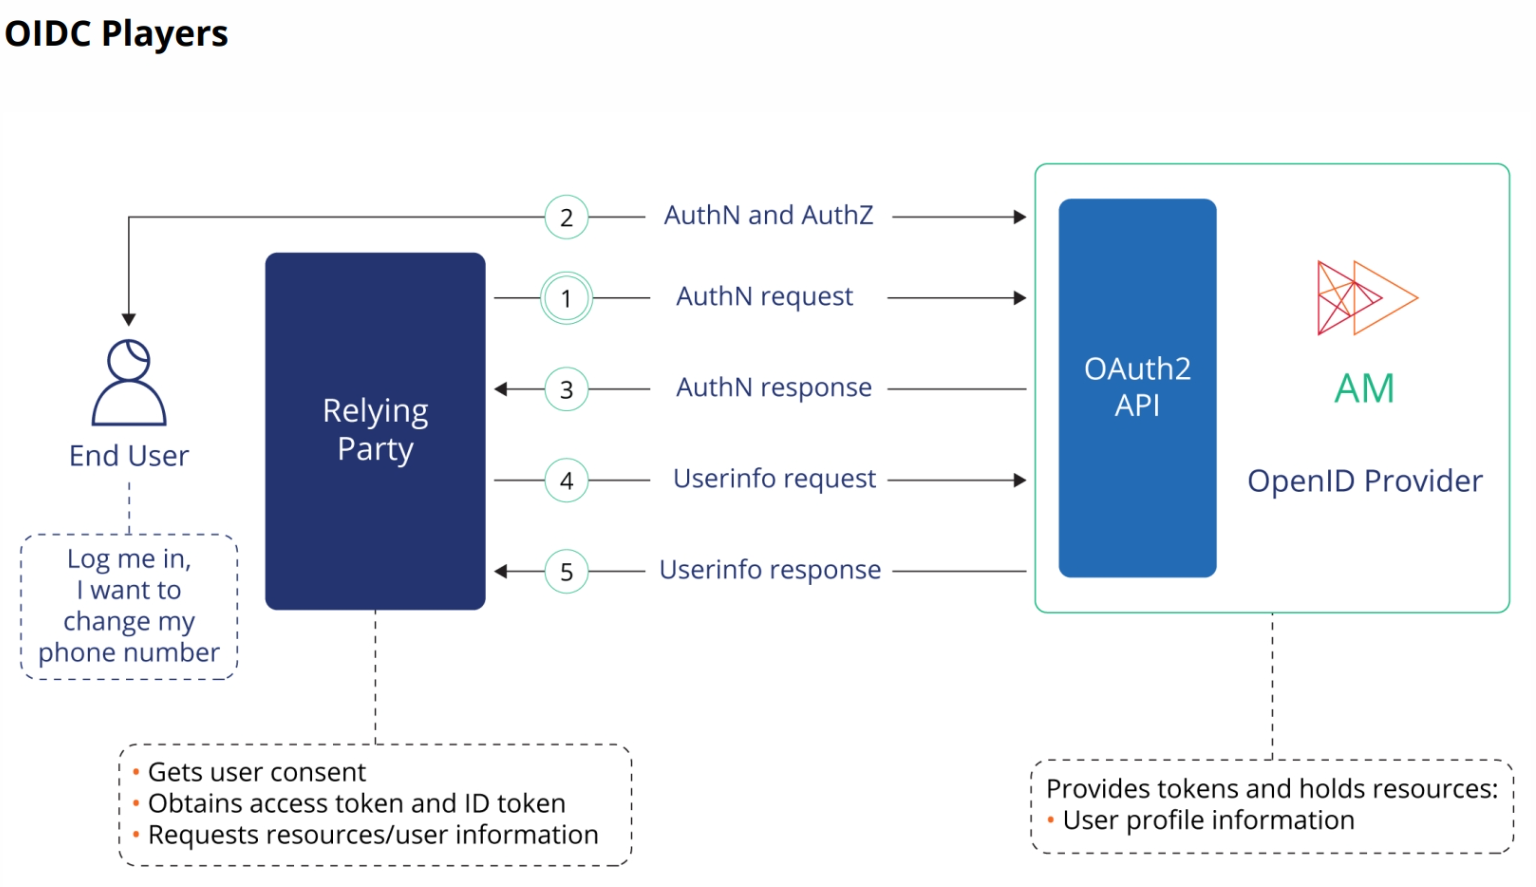 OIDC Players
2 AuthN and AuthZ
1 AuthN request
3 AuthN response
4 Userinfo request
5 Userinfo response
End User
Log me in,
I want to
change my
phone number
Relying
Party
• Gets user consent
• Obtains access token and ID token
• Requests resources/user information
OAuth2
API
AM
OpenID Provider
Provides tokens and holds resources:
• User profile information